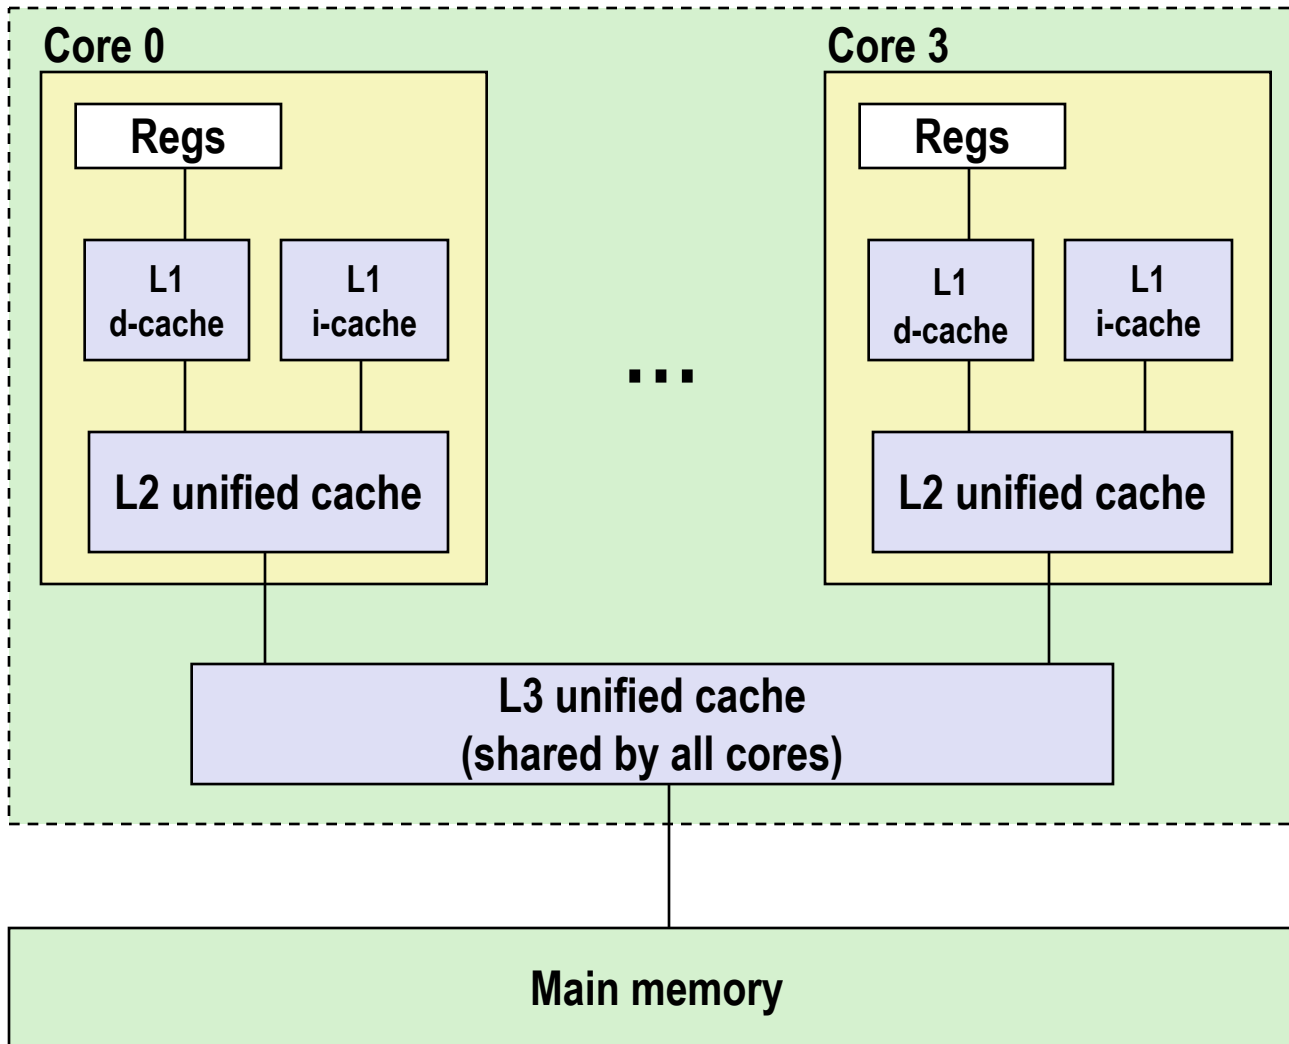 Core 0
Core 3
Regs
Regs
L1
d-cache
L1
i-cache
L1
d-cache
L1
i-cache
...
L2 unified cache
L2 unified cache
L3 unified cache
(shared by all cores)
Main memory